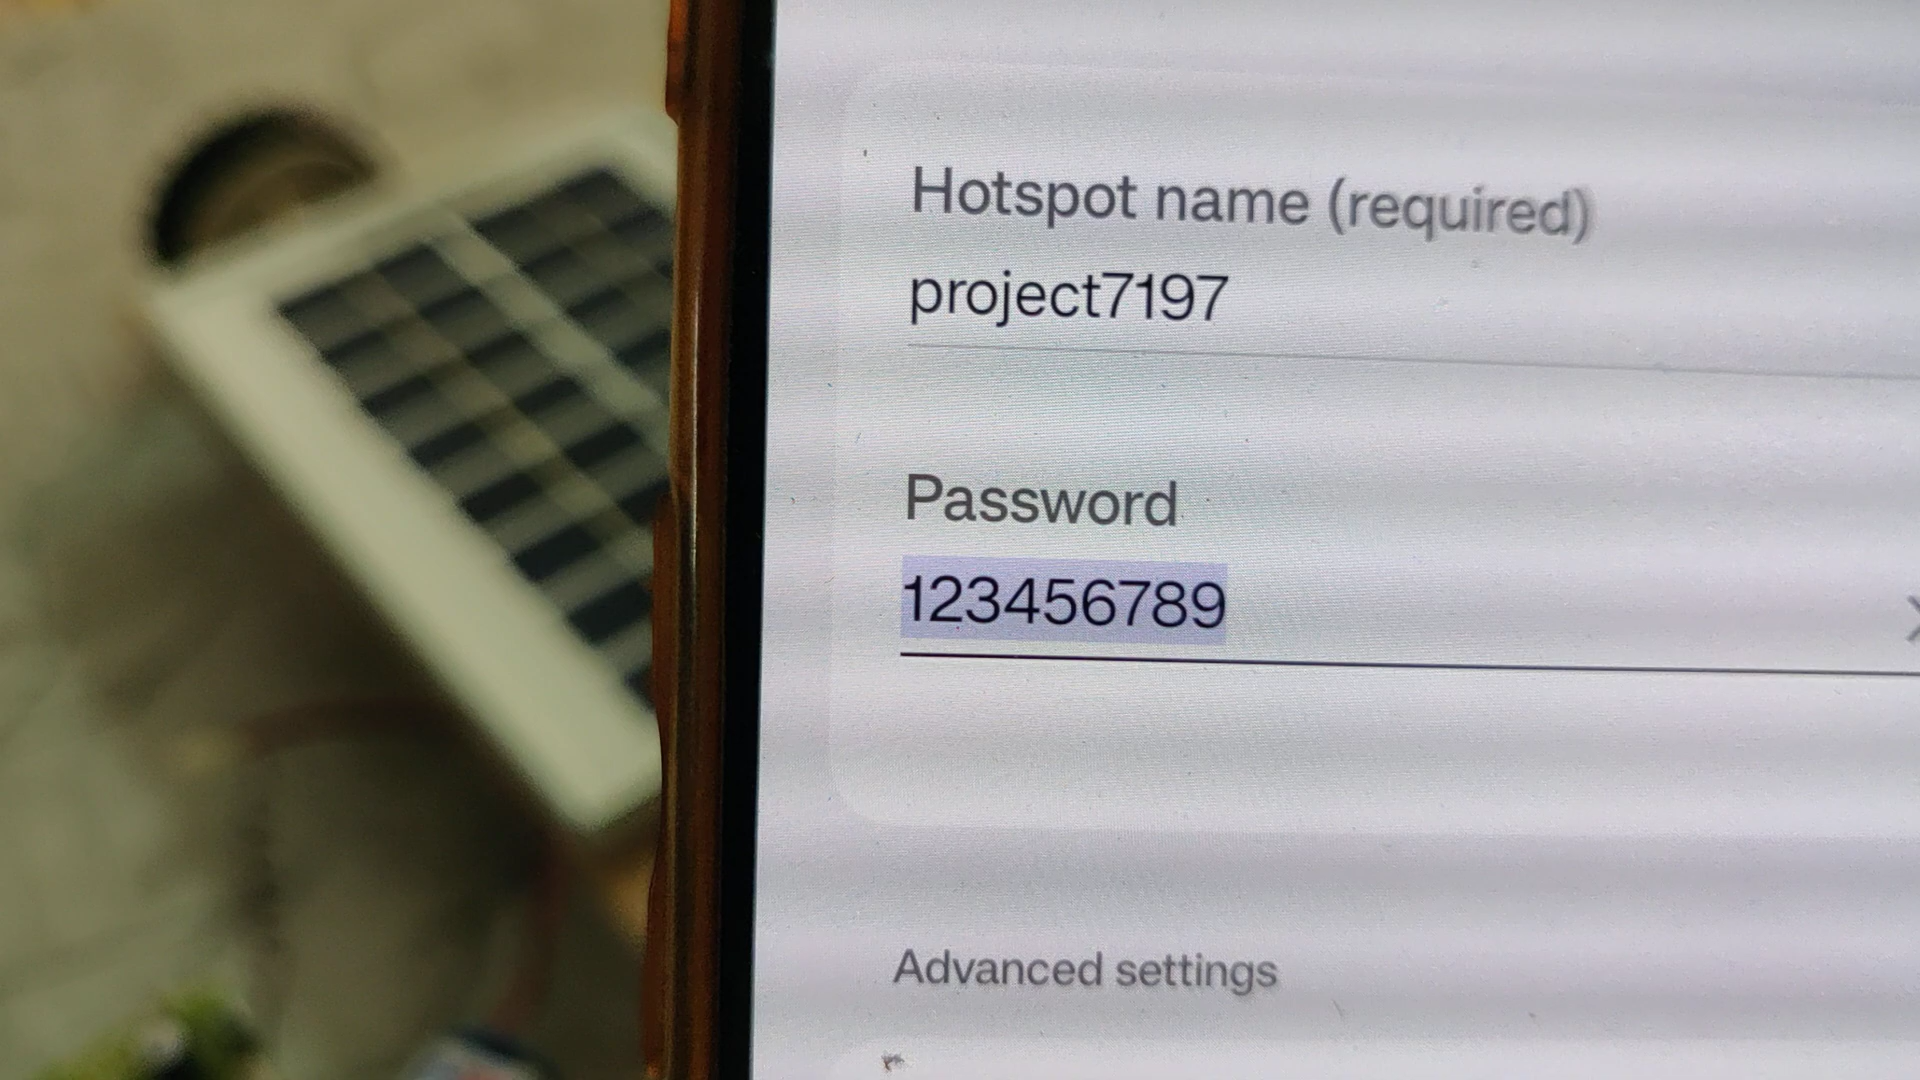 Hotspot name (required)
project7197
Password
123456789
Advanced settings